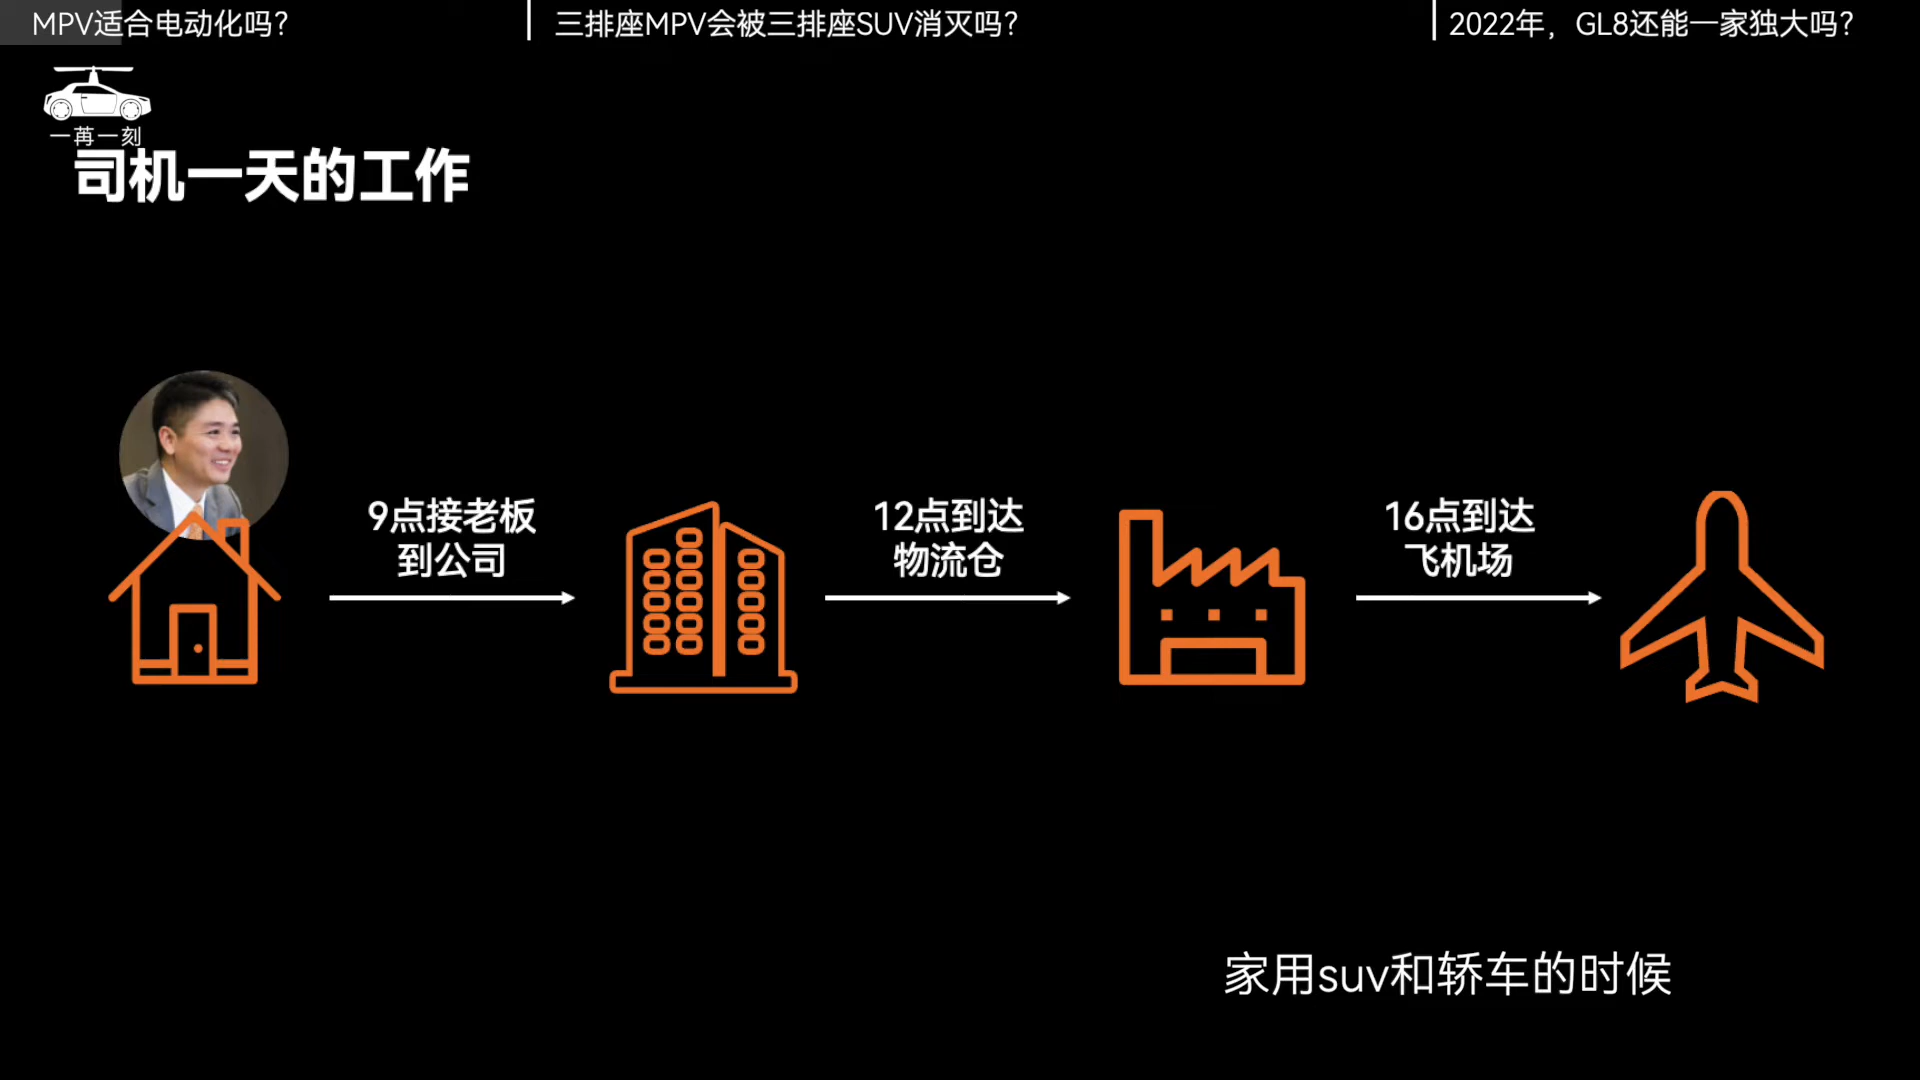 MPV适合电动化吗？
三排座MPV会被三排座SUV消灭吗？
2022年，GL8还能一家独大吗？
一苒一刻
司机一天的工作
9点接老板
到公司
12点到达
物流仓
16点到达
飞机场
家用suv和轿车的时候